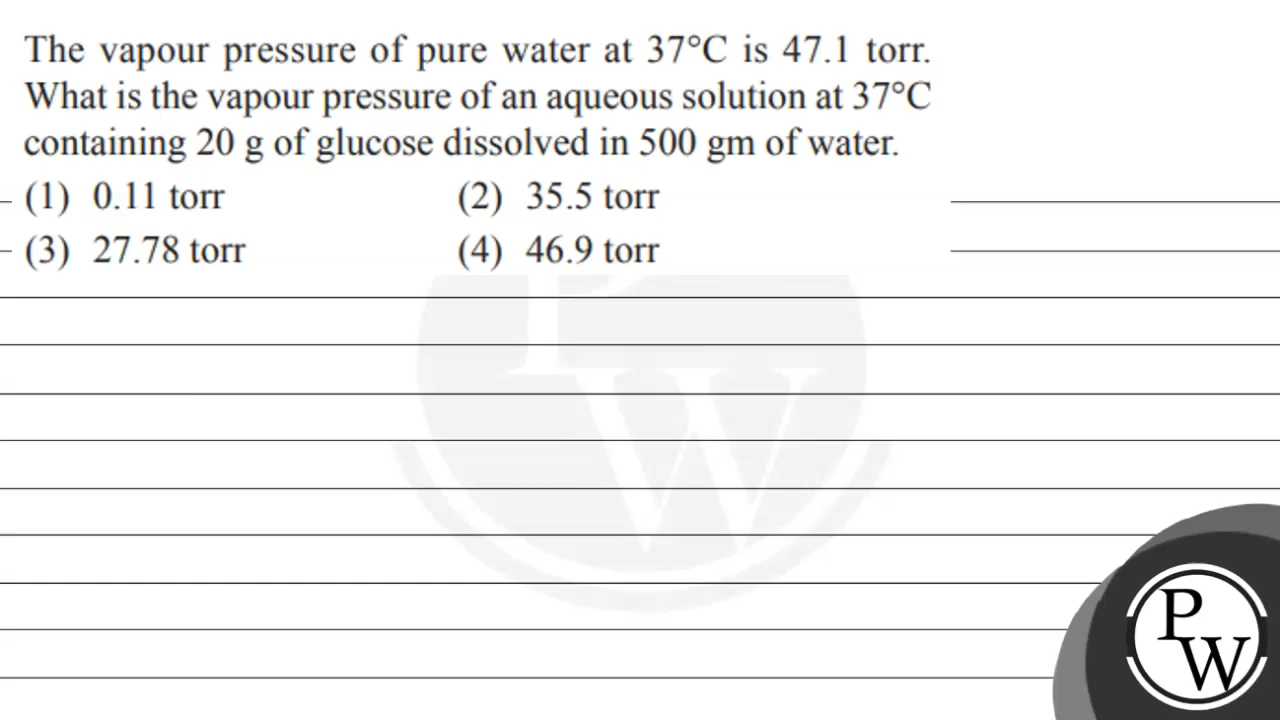 The vapour pressure of pure water at 37°C is 47.1 torr.
What is the vapour pressure of an aqueous solution at 37°C
containing 20 g of glucose dissolved in 500 gm of water.
(1) 0.11 torr (2) 35.5 torr
(3) 27.78 torr (4) 46.9 torr
P
W
P
W